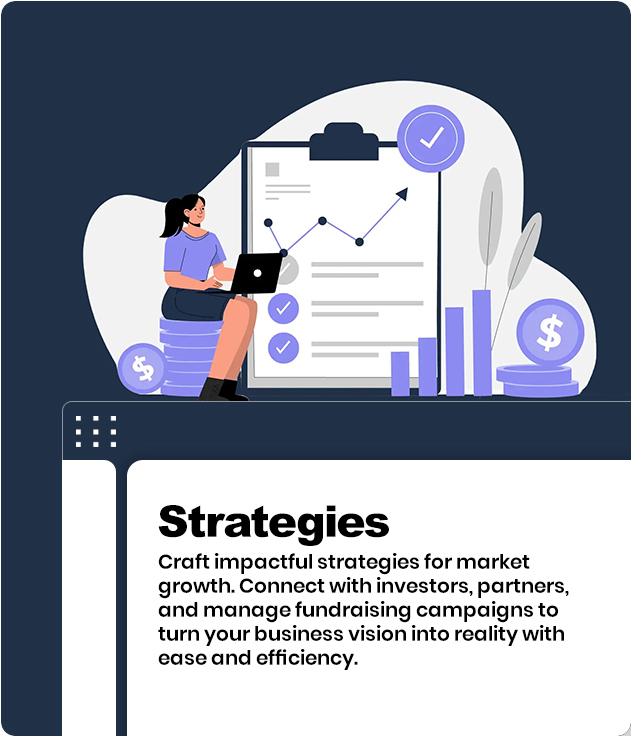 $
$
Strategies
Craft impactful strategies for market
growth. Connect with investors, partners,
and manage fundraising campaigns to
turn your business vision into reality with
ease and efficiency.